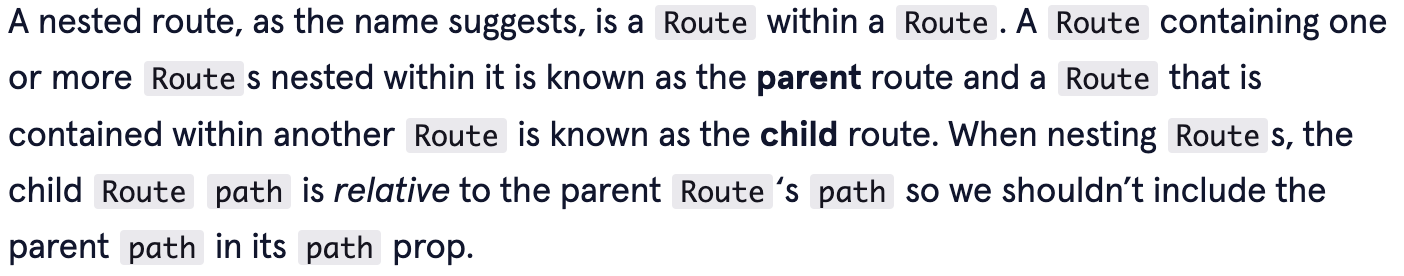 A nested route, as the name suggests, is a Route within a Route. A Route containing one
or more Routes nested within it is known as the parent route and a Route that is
contained within another Route is known as the child route. When nesting Routes, the
child Route path is relative to the parent Route‘s path so we shouldn’t include the
parent path in its path prop.